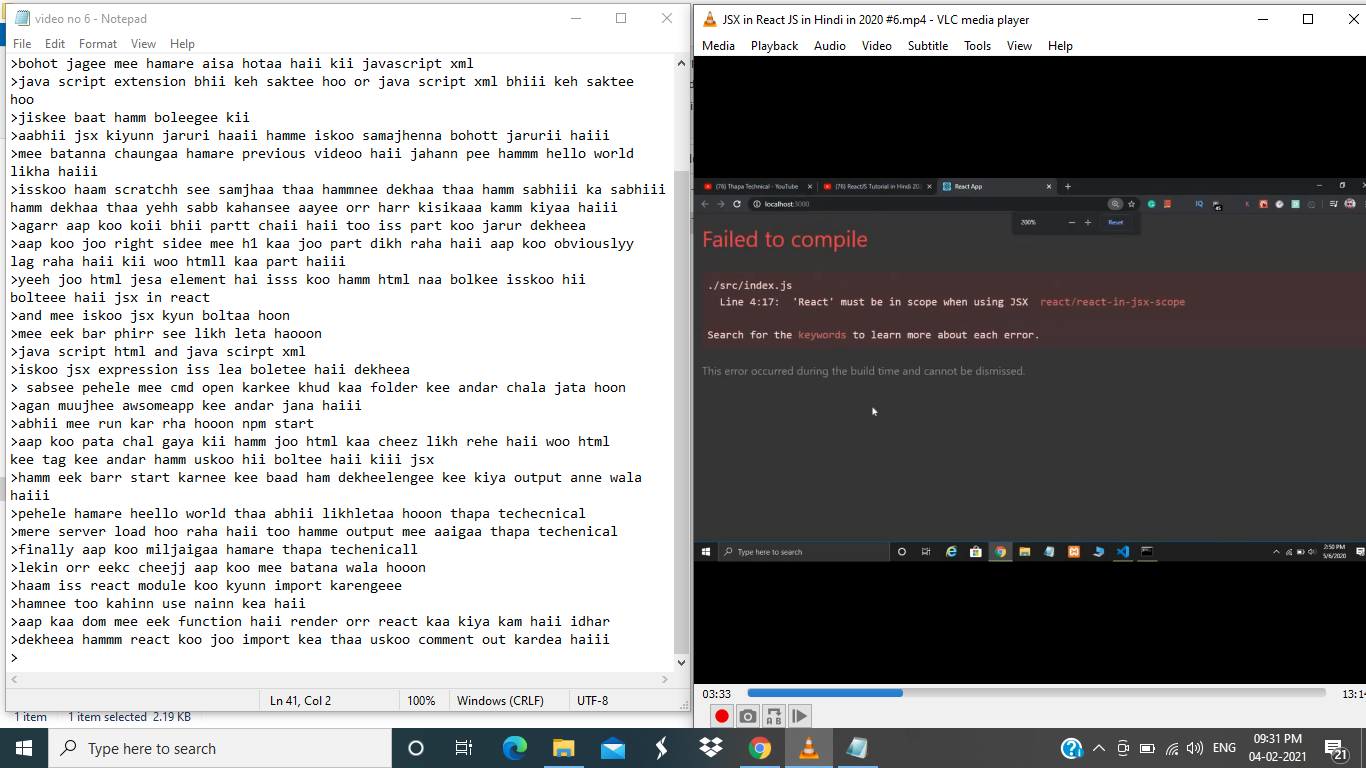 video no 6 - Notepad
File Edit Format View Help
>bohot jagee mee hamare aisa hotaa haii kii javascript xml
>java script extension bhii keh saktee hoo or java script xml bhiii keh saktee
hoo
>jiskee baat hamm boleegee kii
>aabhii jsx kiyunn jaruri haaii hamme iskoo samajhenna bohott jarurii haiii
>mee batanna chaungaa hamare previous videoo haii jahann pee hammm hello world
likha haiii
>isskoo haam scratchh see samjhaa thaa hammnee dekhaa thaa hamm sabhiii ka sabhiii
hamm dekhaa thaa yehh sabb kahansee aayee orr harr kisikaaa kamm kiyaa haiii
>agarr aap koo koii bhii partt chaii haii too iss part koo jarur dekheea
>aap koo joo right sidee mee h1 kaa joo part dikh raha haii aap koo obviouslyy
lag raha haii kii woo htmll kaa part haiii
>yeeh joo html jesa element hai isss koo hamm html naa bolkee isskoo hii
bolteee haii jsx in react
>and mee iskoo jsx kyun boltaa hoon
>mee eek bar phirr see likh leta haooon
>java script html and java scirpt xml
>iskoo jsx expression iss lea boletee haii dekheea
> sabsee pehele mee cmd open karkee khud kaa folder kee andar chala jata hoon
>agan muujhee awsomeapp kee andar jana haiii
>abhii mee run kar rha hooon npm start
>aap koo pata chal gaya kii hamm joo html kaa cheez likh rehe haii woo html
kee tag kee andar hamm uskoo hii boltee haii kiii jsx
>hamm eek barr start karnee kee baad ham dekheelengee kee kiya output anne wala
haiii
>pehele hamare heello world thaa abhii likhletaa hooon thapa techecnical
>mere server load hoo raha haii too hamme output mee aaigaa thapa techenical
>finally aap koo miljaigaa hamare thapa techenicall
>lekin orr eekc cheejj aap koo mee batana wala hooon
>haam iss react module koo kyunn import karengeee
>hamnee too kahinn use nainn kea haii
>aap kaa dom mee eek function haii render orr react kaa kiya kam haii idhar
>dekheea hammm react koo joo import kea thaa uskoo comment out kardea haiii
>
Ln 41, Col 2 100% Windows (CRLF) UTF-8
1 item 1 item selected 2.19 KB
JSX in React JS in Hindi in 2020 #6.mp4 - VLC media player
Media Playback Audio Video Subtitle Tools View Help
(76) Thapa Technical - YouTube
(76) ReactJS Tutorial in Hindi 202
React App
localhost:3000
200% Reset
Failed to compile
./src/index.js
Line 4:17: 'React' must be in scope when using JSX react/react-in-jsx-scope
Search for the keywords to learn more about each error.
This error occurred during the build time and cannot be dismissed.
Type here to search
2:50 PM
5/6/2020
03:33
13:14
Type here to search
ENG
09:31 PM
04-02-2021
21